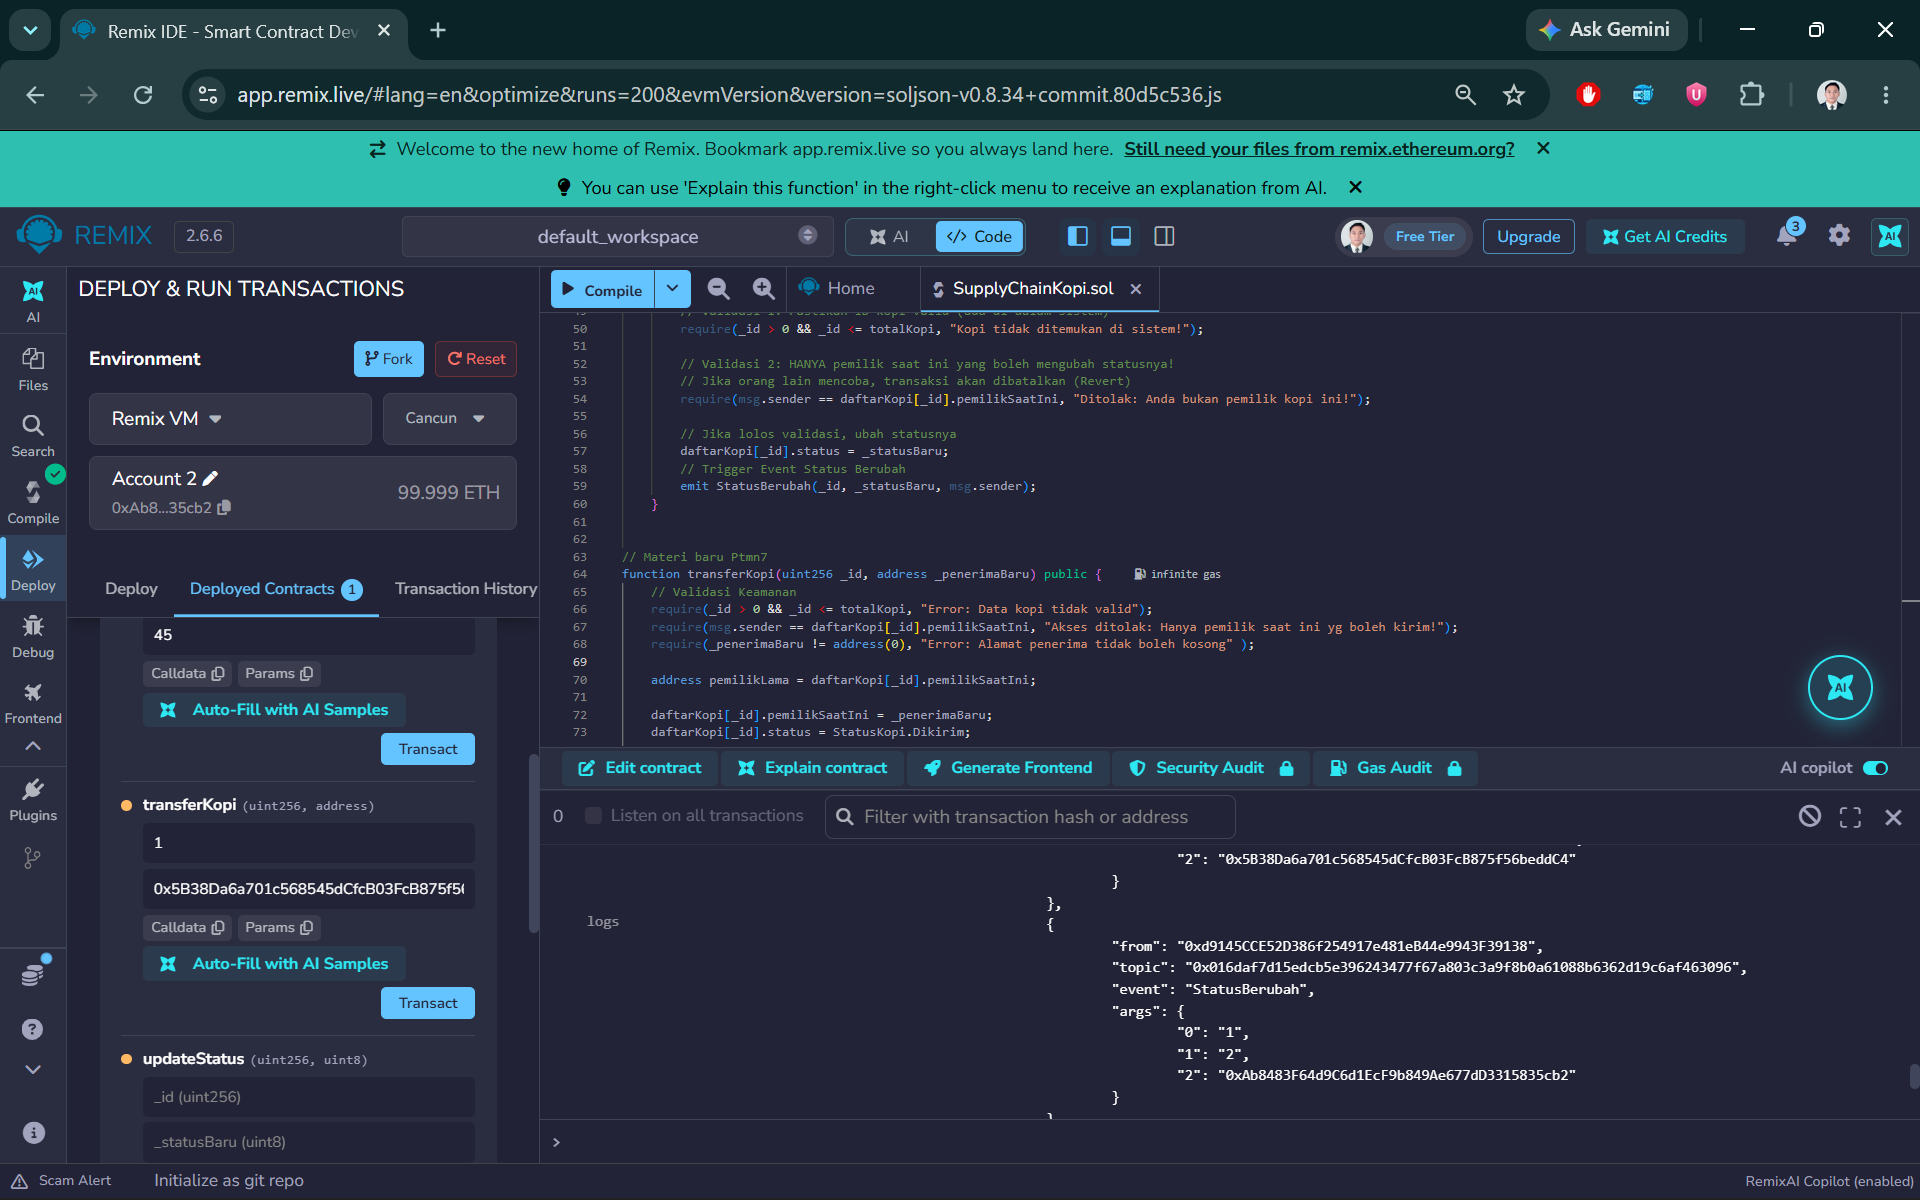 Remix IDE - Smart Contract Dev
Ask Gemini
app.remix.live/#lang=en&optimize&runs=200&evmVersion&version=soljson-v0.8.34+commit.80d5c536.js
Welcome to the new home of Remix. Bookmark app.remix.live so you always land here. Still need your files from remix.ethereum.org?
You can use 'Explain this function' in the right-click menu to receive an explanation from AI.
REMIX 2.6.6
default_workspace
AI
</> Code
Free Tier
Upgrade
Get AI Credits
3
AI
AI
AI
Files
Search
Compile
Deploy
Debug
Frontend
Plugins
DEPLOY & RUN TRANSACTIONS
Environment
Fork
Reset
Remix VM
Cancun
Account 2
0xAb8...35cb2
99.999 ETH
Deploy
Deployed Contracts 1
Transaction History
45
Calldata
Params
Auto-Fill with AI Samples
Transact
transferKopi (uint256, address)
1
0x5B38Da6a701c568545dCfcB03FcB875f5
Calldata
Params
Auto-Fill with AI Samples
Transact
updateStatus (uint256, uint8)
_id (uint256)
_statusBaru (uint8)
Compile
Home
SupplyChainKopi.sol
50 require(_id > 0 && _id <= totalKopi, "Kopi tidak ditemukan di sistem!");
51
52 // Validasi 2: HANYA pemilik saat ini yang boleh mengubah statusnya!
53 // Jika orang lain mencoba, transaksi akan dibatalkan (Revert)
54 require(msg.sender == daftarKopi[_id].pemilikSaatIni, "Ditolak: Anda bukan pemilik kopi ini!");
55
56 // Jika lolos validasi, ubah statusnya
57 daftarKopi[_id].status = _statusBaru;
58 // Trigger Event Status Berubah
59 emit StatusBerubah(_id, _statusBaru, msg.sender);
60 }
61
62
63 // Materi baru Ptmn7
64 function transferKopi(uint256 _id, address _penerimaBaru) public { infinite gas
65 // Validasi Keamanan
66 require(_id > 0 && _id <= totalKopi, "Error: Data kopi tidak valid");
67 require(msg.sender == daftarKopi[_id].pemilikSaatIni, "Akses ditolak: Hanya pemilik saat ini yg boleh kirim!");
68 require(_penerimaBaru != address(0), "Error: Alamat penerima tidak boleh kosong" );
69
70 address pemilikLama = daftarKopi[_id].pemilikSaatIni;
71
72 daftarKopi[_id].pemilikSaatIni = _penerimaBaru;
73 daftarKopi[_id].status = StatusKopi.Dikirim;
AI
Edit contract
Explain contract
Generate Frontend
Security Audit
Gas Audit
AI copilot
0
Listen on all transactions
Filter with transaction hash or address
"2": "0x5B38Da6a701c568545dCfcB03FcB875f56beddC4"
}
},
logs
{
"from": "0xd9145CCE52D386f254917e481eB44e9943F39138",
"topic": "0x016daf7d15edcb5e396243477f67a803c3a9f8b0a61088b6362d19c6af463096",
"event": "StatusBerubah",
"args": {
"0": "1",
"1": "2",
"2": "0xAb8483F64d9C6d1EcF9b849Ae677dD3315835cb2"
}
>
Scam Alert
Initialize as git repo
RemixAI Copilot (enabled)